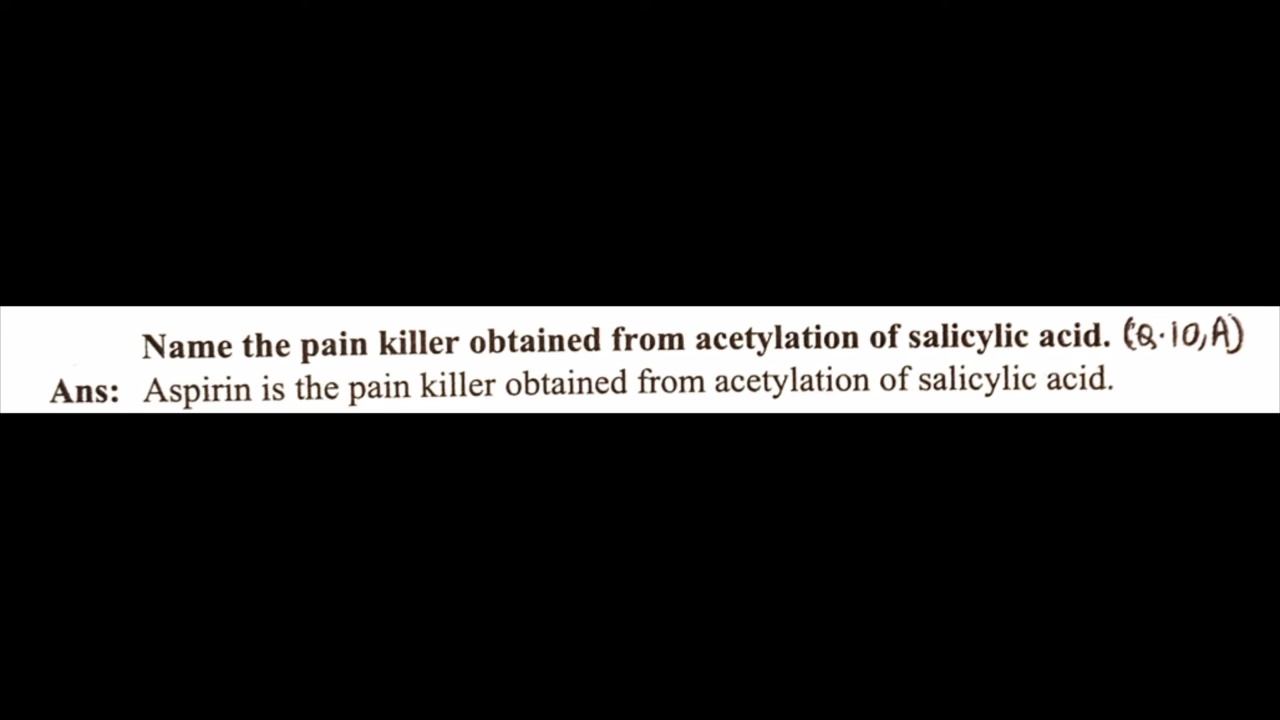 Name the pain killer obtained from acetylation of salicylic acid. (Q.10,A)
Ans: Aspirin is the pain killer obtained from acetylation of salicylic acid.